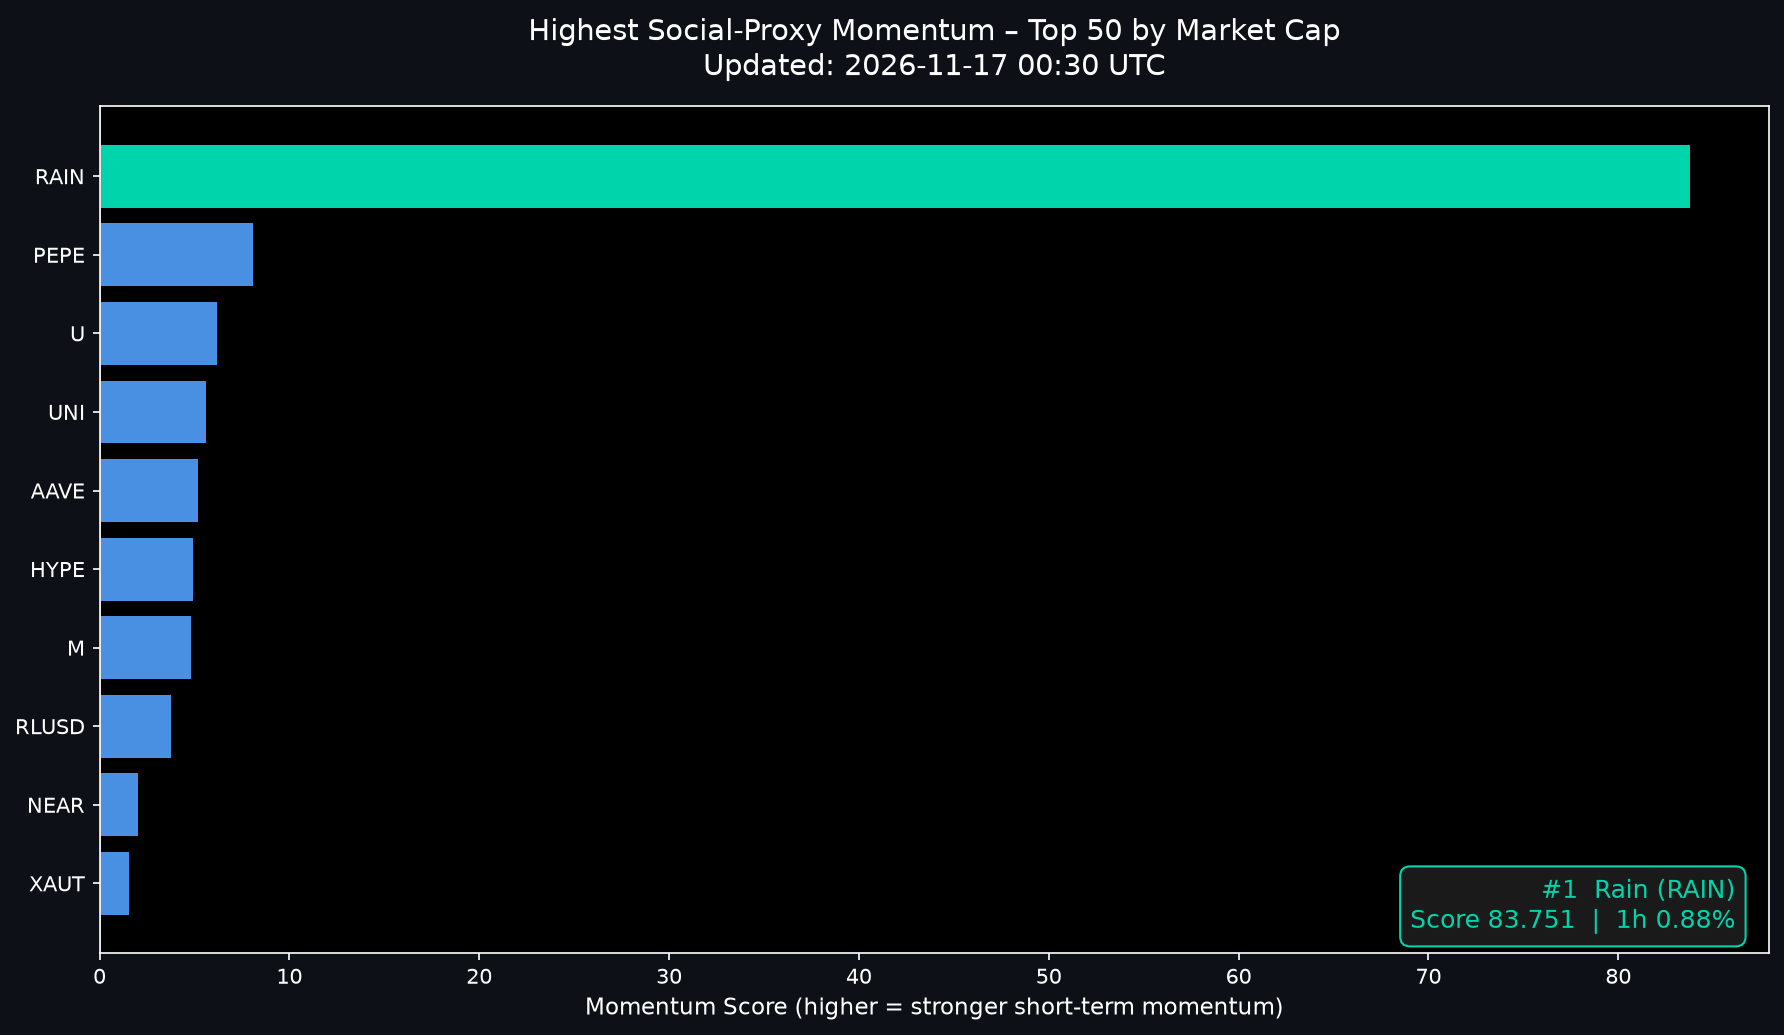 Highest Social-Proxy Momentum – Top 50 by Market Cap
Updated: 2026-11-17 00:30 UTC
RAIN
PEPE
U
UNI
AAVE
HYPE
M
RLUSD
NEAR
XAUT
#1  Rain (RAIN)
Score 83.751  |  1h 0.88%
0 10 20 30 40 50 60 70 80
Momentum Score (higher = stronger short-term momentum)